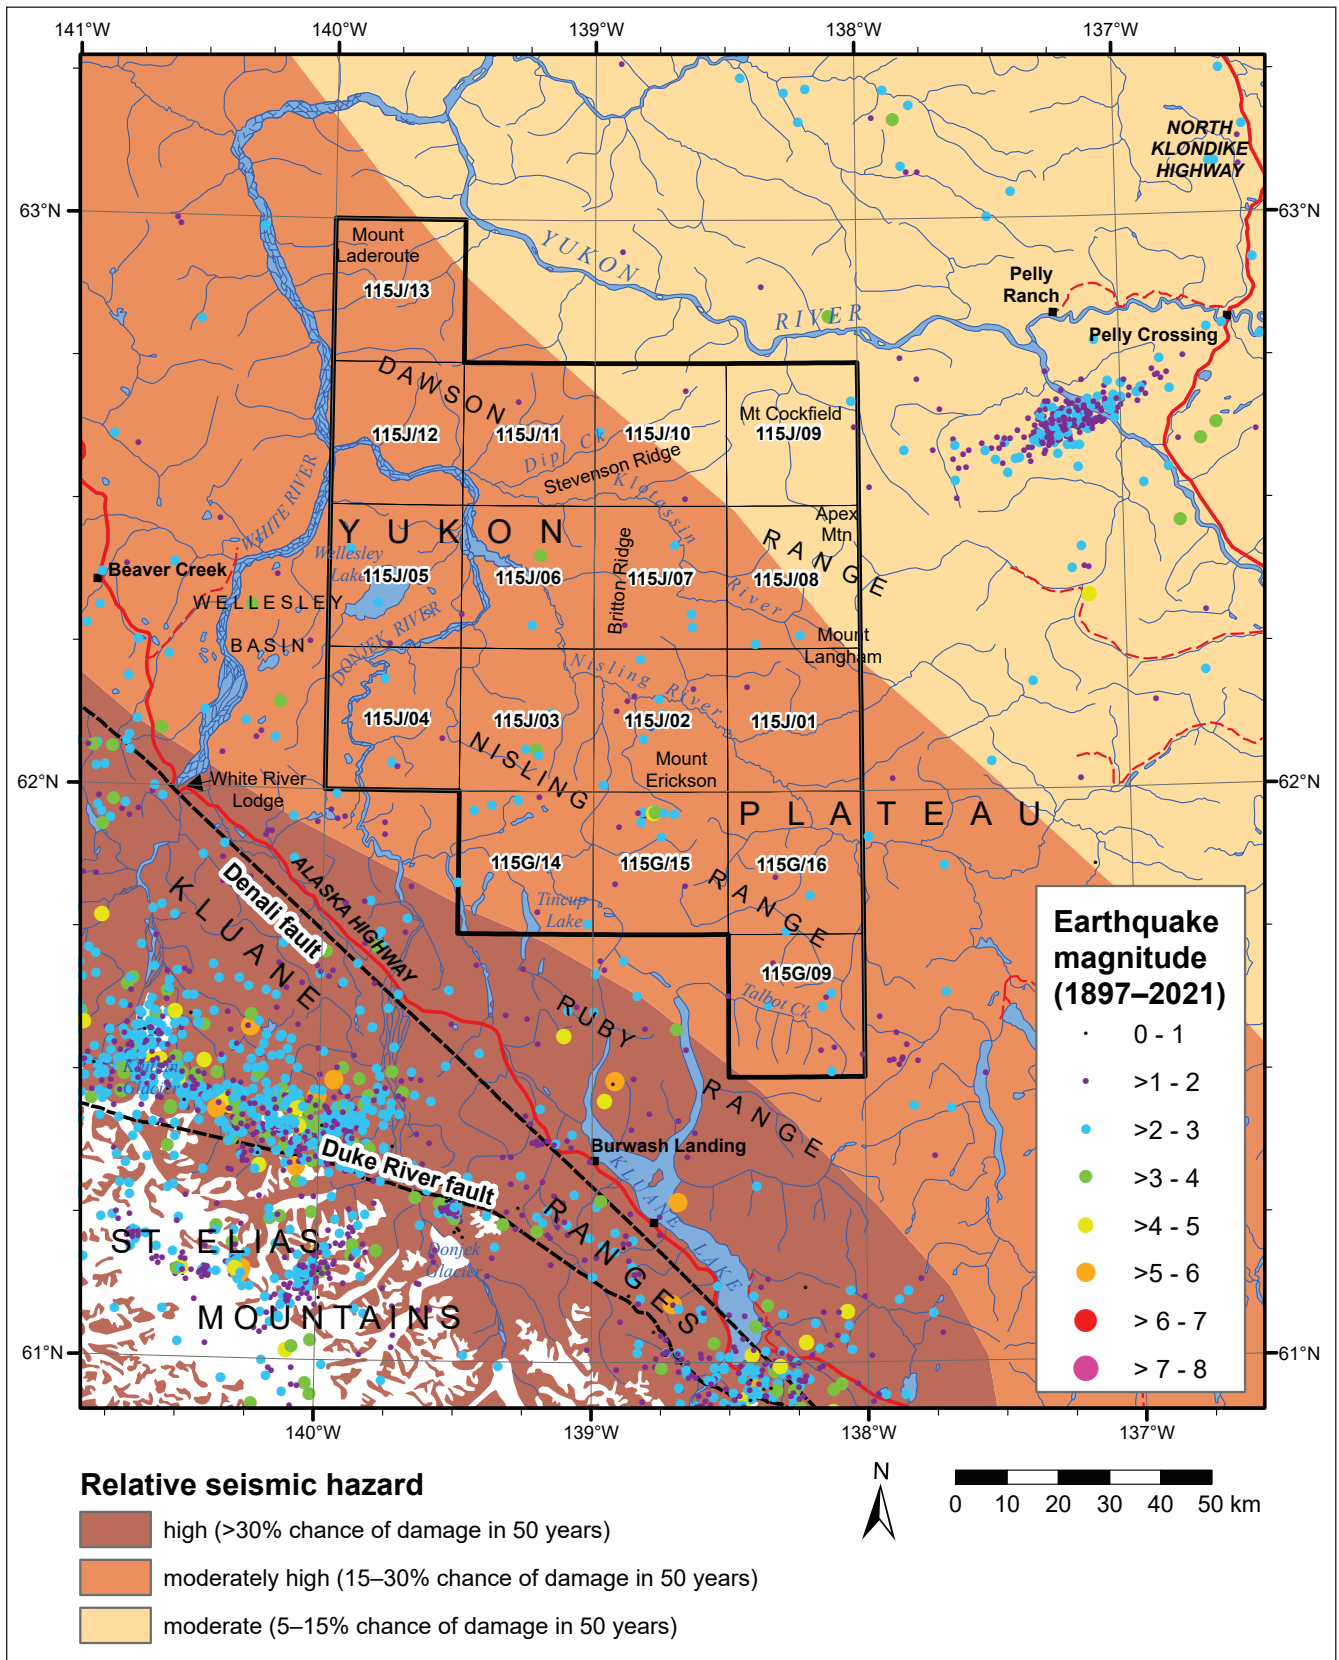 141°W
140°W
139°W
138°W
137°W
NORTH
KLONDIKE
HIGHWAY
63°N
63°N
Mount
Laderoute
115J/13
YUKON
RIVER
Pelly
Ranch
Pelly Crossing
DAWSON
RANGE
115J/12
115J/11
115J/10
Mt Cockfield
115J/09
Dip Ck
Stevenson Ridge
Klotassin
River
WHITE RIVER
YUKON
PLATEAU
Apex
Mtn
Beaver Creek
Wellesley
Lake
115J/05
115J/06
Britton Ridge
115J/07
115J/08
WELLESLEY
BASIN
DONJEK RIVER
Mount
Langham
Nisling River
115J/04
115J/03
115J/02
115J/01
NISLING
RANGE
Mount
Erickson
62°N
62°N
White River
Lodge
115G/14
115G/15
115G/16
Denali fault
ALASKA HIGHWAY
KLUANE
RANGES
Tincup
Lake
115G/09
Talbot Ck
RUBY
RANGE
Kluttan
Glacier
Duke River fault
Burwash Landing
KLUANE
LAKE
Donjek
Glacier
ST ELIAS
MOUNTAINS
61°N
61°N
Earthquake
magnitude
(1897–2021)
0 - 1
>1 - 2
>2 - 3
>3 - 4
>4 - 5
>5 - 6
> 6 - 7
> 7 - 8
140°W
139°W
138°W
137°W
Relative seismic hazard
high (>30% chance of damage in 50 years)
moderately high (15–30% chance of damage in 50 years)
moderate (5–15% chance of damage in 50 years)
N
0 10 20 30 40 50 km